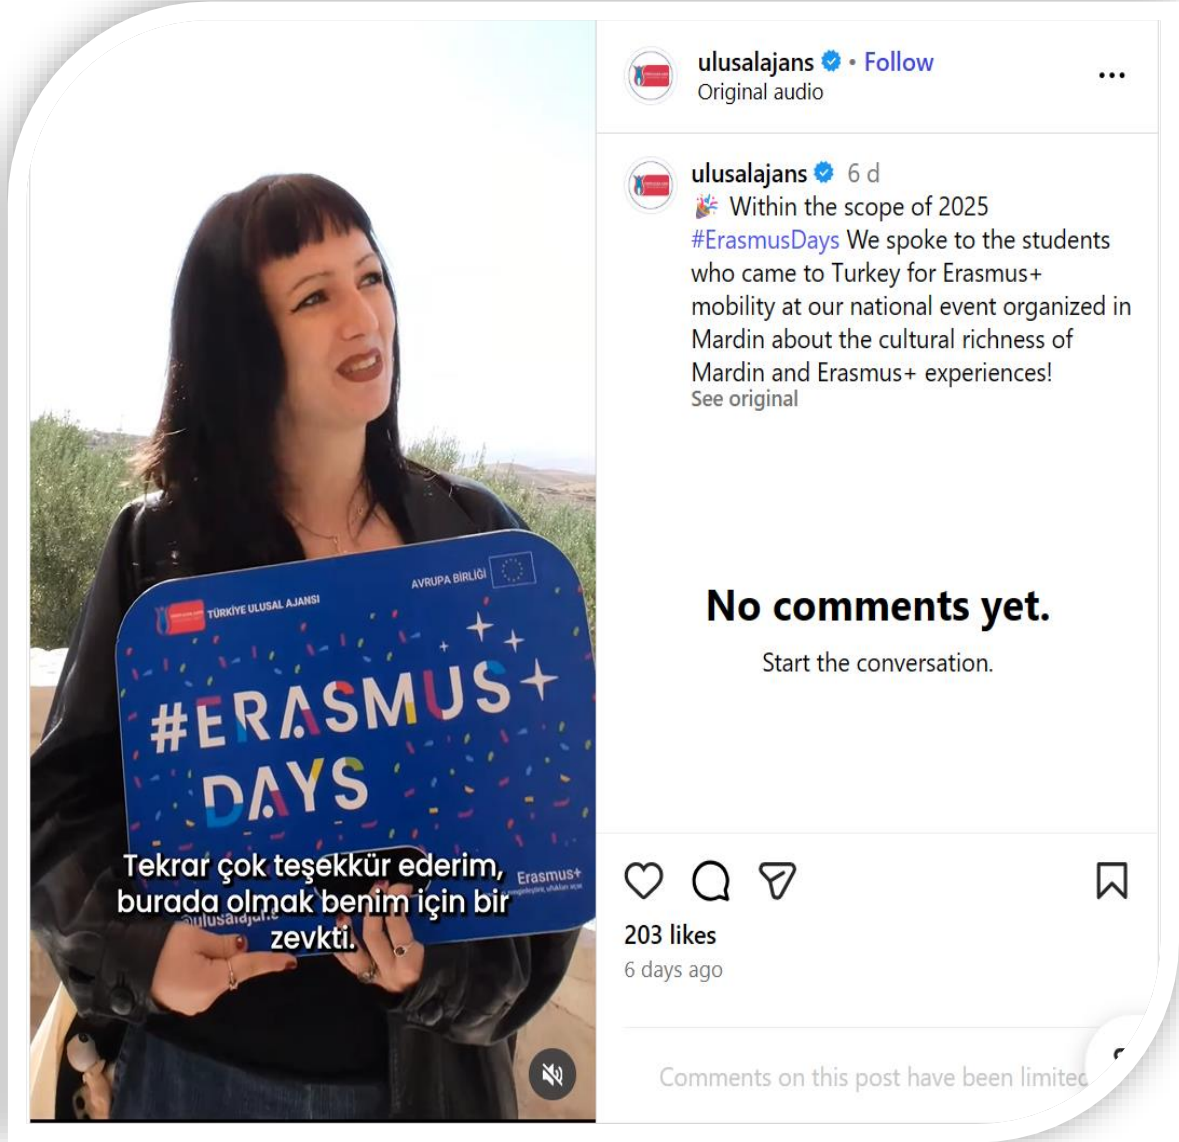 ulusalajans • Follow
Original audio
ulusalajans 6 d
🎉 Within the scope of 2025
#ErasmusDays We spoke to the students
who came to Turkey for Erasmus+
mobility at our national event organized in
Mardin about the cultural richness of
Mardin and Erasmus+ experiences!
See original
No comments yet.
Start the conversation.
203 likes
6 days ago
Comments on this post have been limited
TÜRKİYE ULUSAL AJANSI
AVRUPA BİRLİĞİ
#ERASMUS
DAYS
Erasmus+
@ulusalajans
Tekrar çok teşekkür ederim,
burada olmak benim için bir
zevkti.